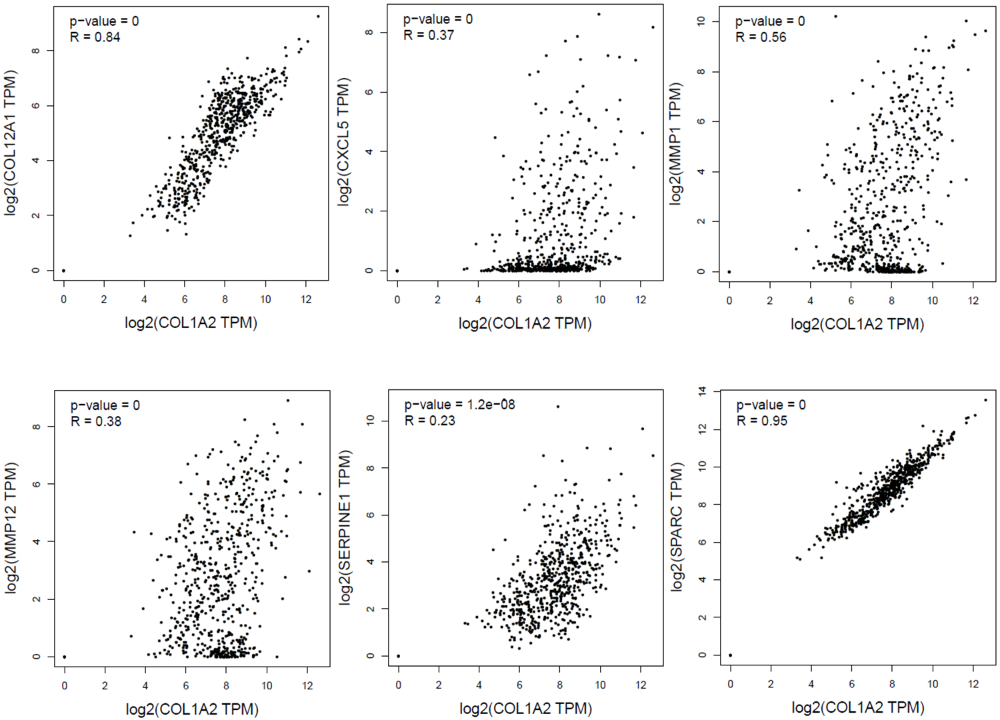 p−value = 0
R = 0.84
log2(COL12A1 TPM)
8
6
4
2
0
0 2 4 6 8 10 12
log2(COL1A2 TPM)
p−value = 0
R = 0.37
log2(CXCL5 TPM)
8
6
4
2
0
0 2 4 6 8 10 12
log2(COL1A2 TPM)
p−value = 0
R = 0.56
log2(MMP1 TPM)
10
8
6
4
2
0
0 2 4 6 8 10 12
log2(COL1A2 TPM)
p−value = 0
R = 0.38
log2(MMP12 TPM)
8
6
4
2
0
0 2 4 6 8 10 12
log2(COL1A2 TPM)
p−value = 1.2e−08
R = 0.23
log2(SERPINE1 TPM)
10
8
6
4
2
0
0 2 4 6 8 10 12
log2(COL1A2 TPM)
p−value = 0
R = 0.95
log2(SPARC TPM)
14
12
10
8
6
4
2
0
0 2 4 6 8 10 12
log2(COL1A2 TPM)